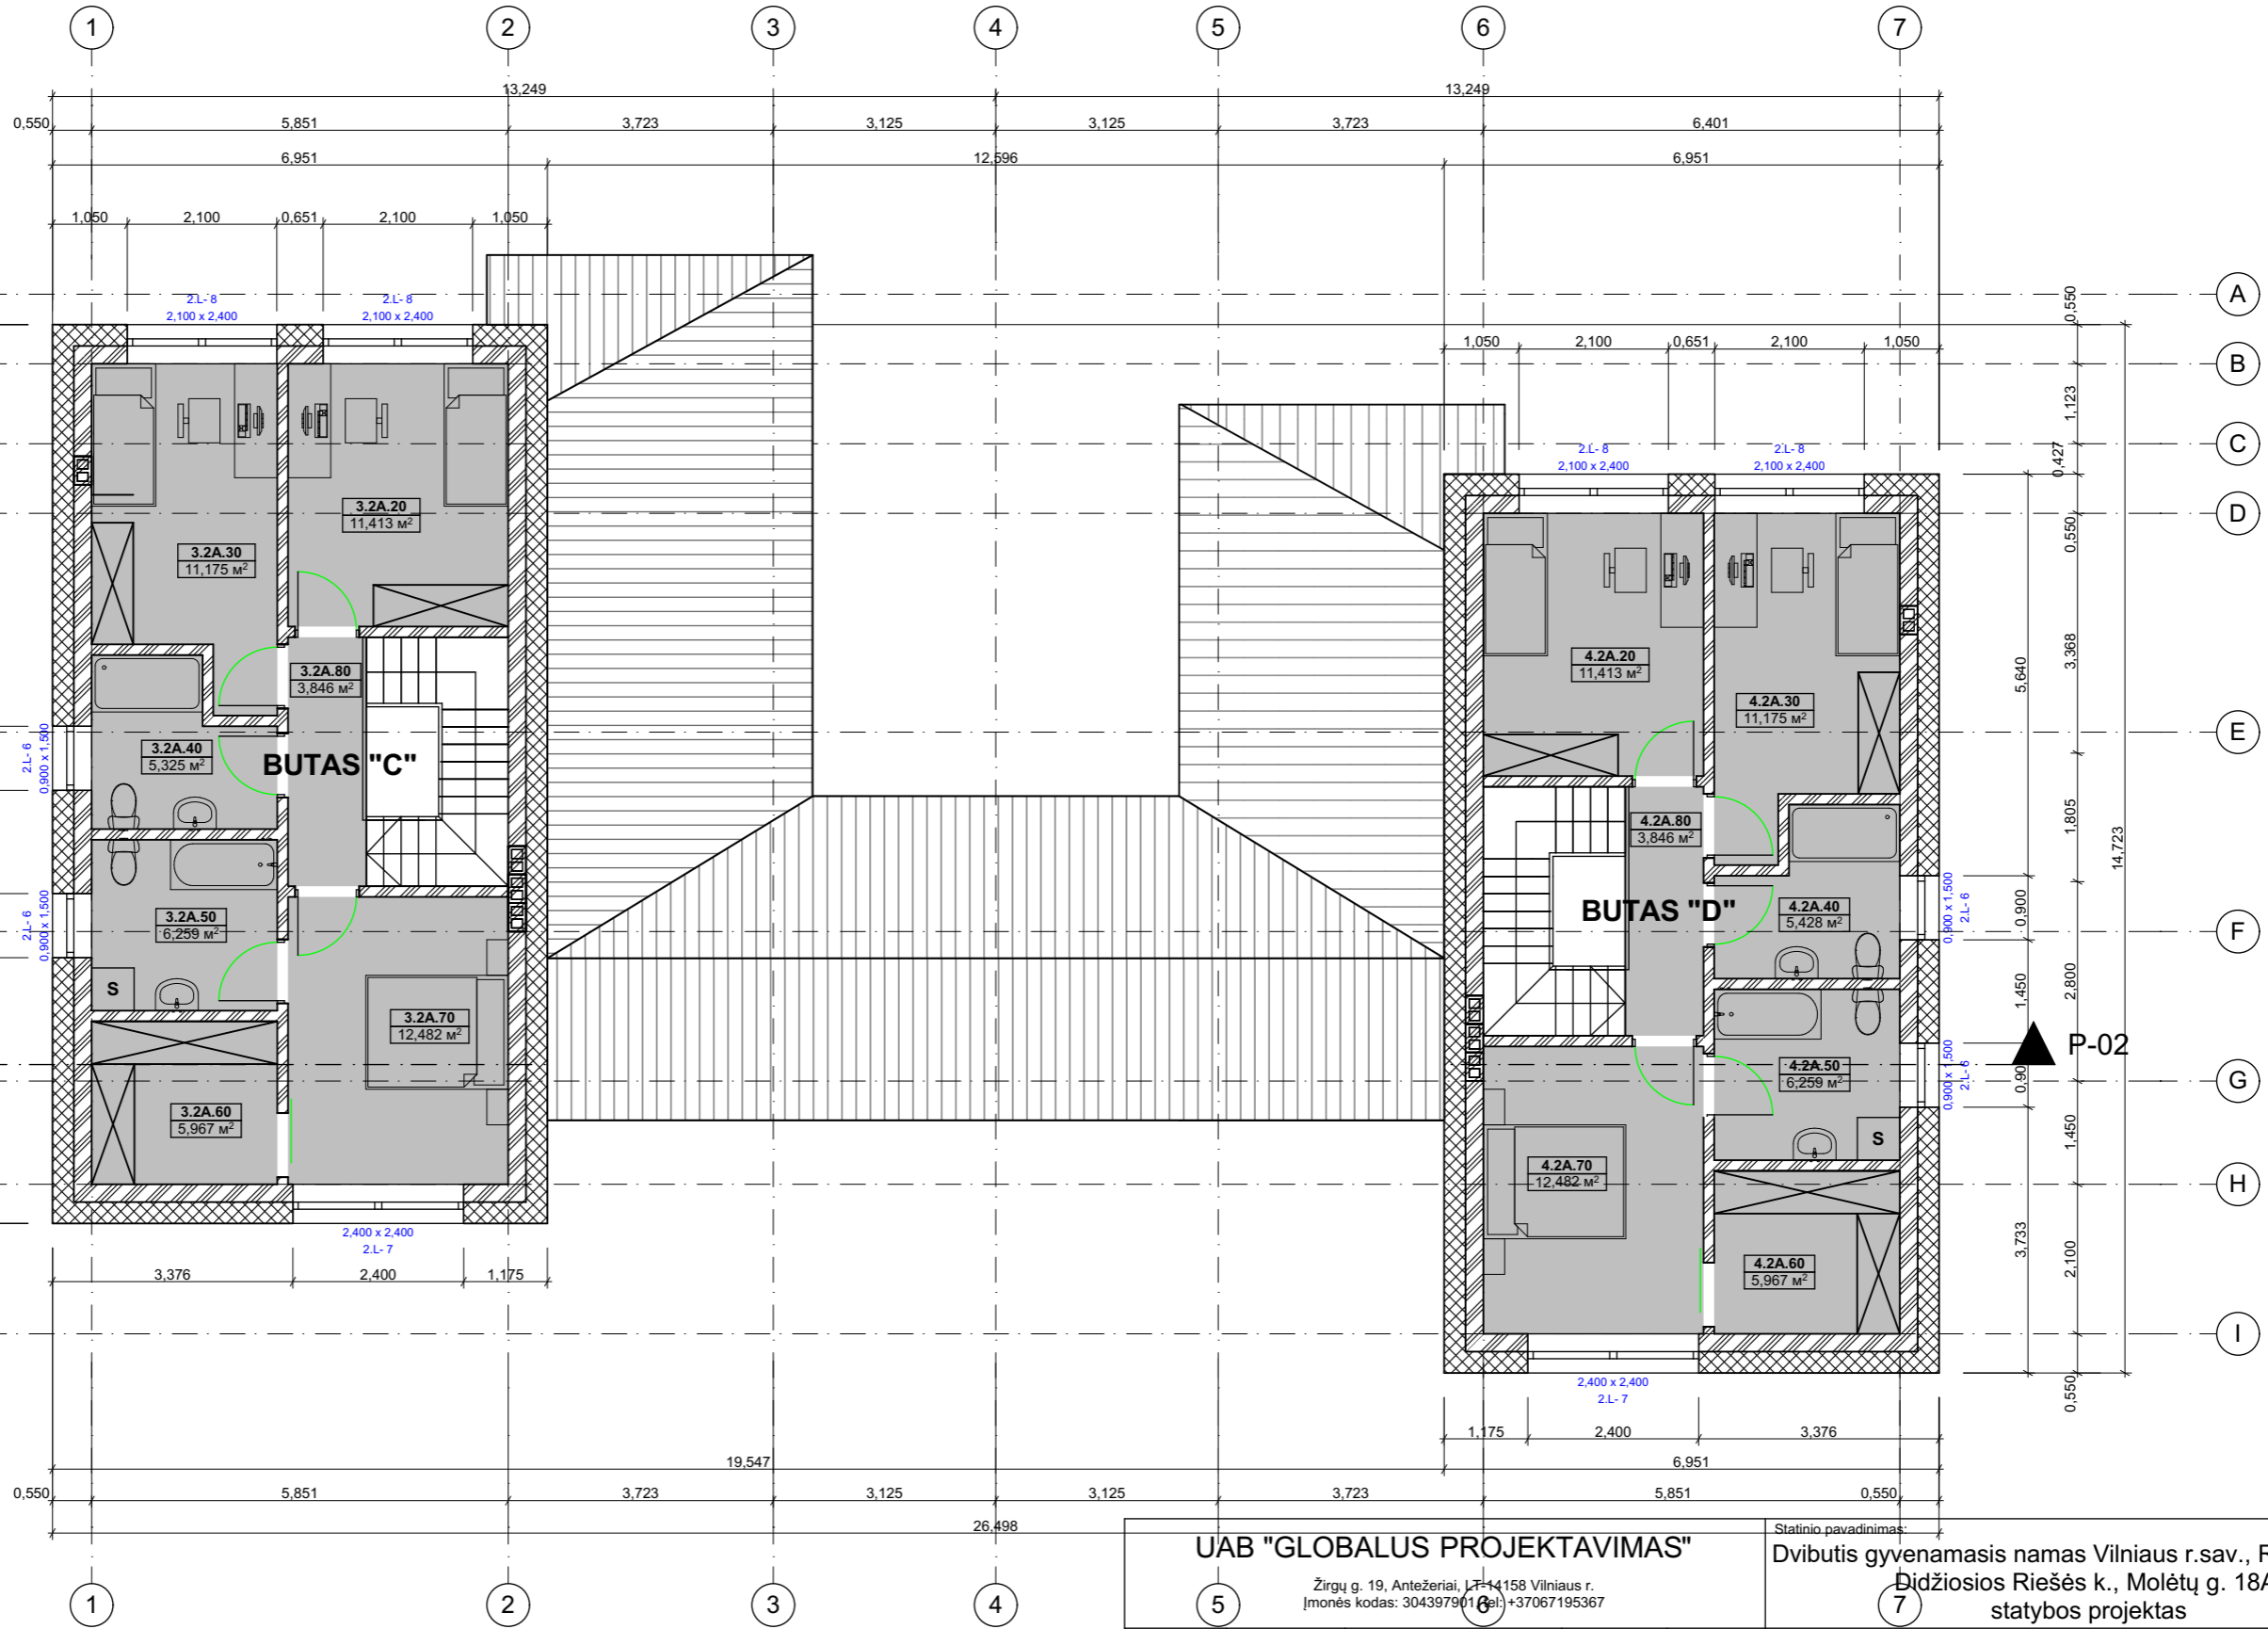 1 2 3 4 5 6 7
13,249 13,249
0,550 5,851 3,723 3,125 3,125 3,723 6,401
6,951 12,596 6,951
1,050 2,100 0,651 2,100 1,050
A
0,550
2.L- 8 2.L- 8
2,100 x 2,400 2,100 x 2,400
1,050 2,100 0,651 2,100 1,050
B
1,123
C
2.L- 8 2.L- 8
2,100 x 2,400 2,100 x 2,400
0,427
3.2A.20
11,413 м²
D
0,550
3.2A.30
11,175 м²
4.2A.20
11,413 м²
3,368
5,640
3.2A.80
3,846 м²
4.2A.30
11,175 м²
E
3.2A.40
5,325 м²
BUTAS "C"
2.L- 6
0,900 x 1,500
4.2A.80
3,846 м²
1,805
14,723
3.2A.50
6,259 м²
2.L- 6
0,900 x 1,500
BUTAS "D"
4.2A.40
5,428 м²
0,900 x 1,500
2.L- 6
0,900
F
S
2,800
1,450
3.2A.70
12,482 м²
P-02
4.2A.50
6,259 м²
0,900 x 1,500
2.L- 6
0,90
G
3.2A.60
5,967 м²
S
1,450
4.2A.70
12,482 м²
H
2,400 x 2,400
2.L- 7
3,733
2,100
4.2A.60
5,967 м²
3,376 2,400 1,175
I
2,400 x 2,400
2.L- 7
0,550
1,175 2,400 3,376
19,547 6,951
0,550 5,851 3,723 3,125 3,125 3,723 5,851 0,550
26,498
UAB "GLOBALUS PROJEKTAVIMAS"
Žirgų g. 19, Antežeriai, LT-14158 Vilniaus r.
Įmonės kodas: 304397901, tel: +37067195367
Statinio pavadinimas:
Dvibutis gyvenamasis namas Vilniaus r.sav., R
Didžiosios Riešės k., Molėtų g. 18A
statybos projektas
1 2 3 4 5 6 7